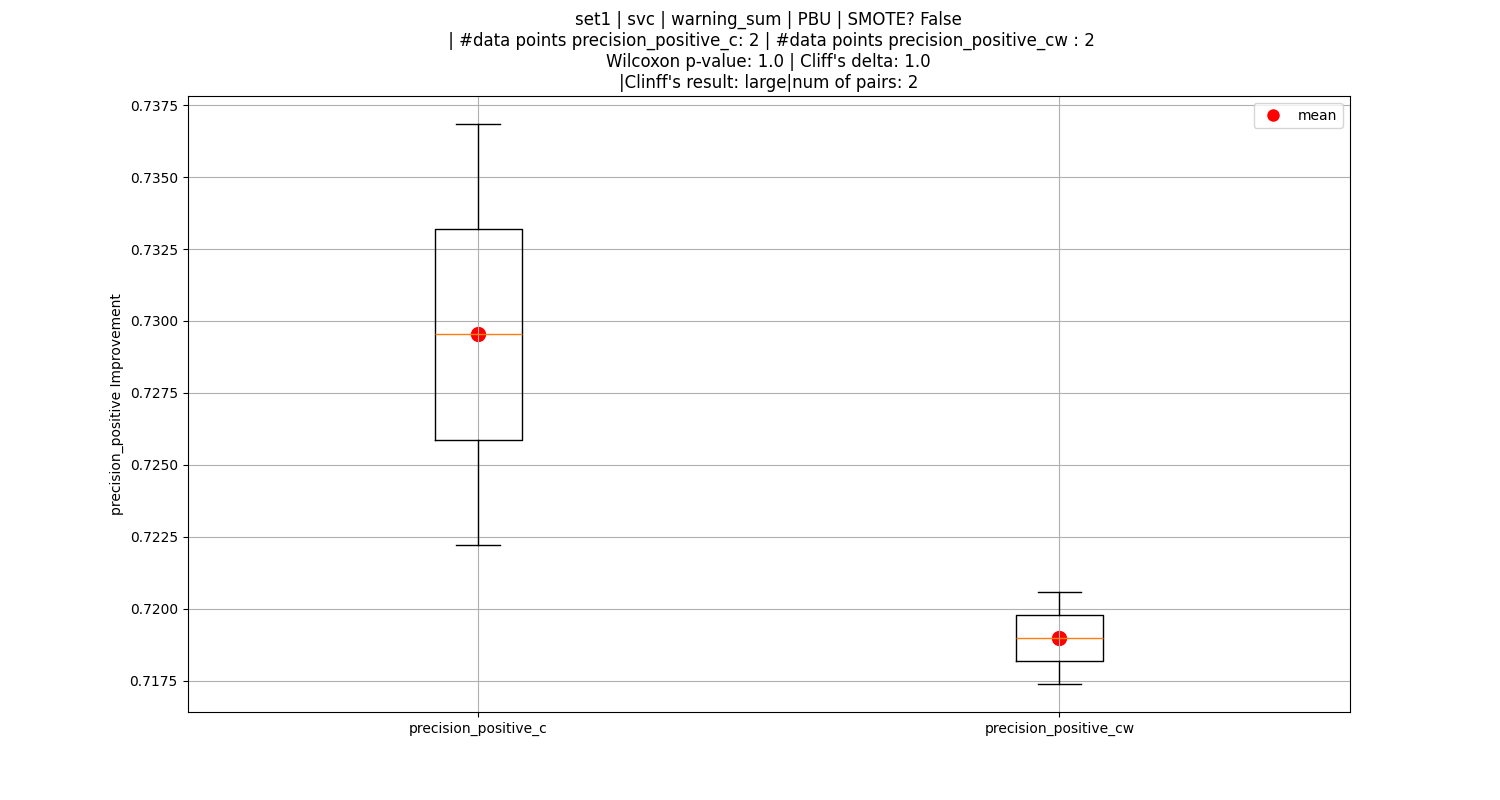 set1 | svc | warning_sum | PBU | SMOTE? False
| #data points precision_positive_c: 2 | #data points precision_positive_cw : 2
Wilcoxon p-value: 1.0 | Cliff's delta: 1.0
|Clinff's result: large|num of pairs: 2
mean
precision_positive Improvement
0.7375
0.7350
0.7325
0.7300
0.7275
0.7250
0.7225
0.7200
0.7175
precision_positive_c
precision_positive_cw